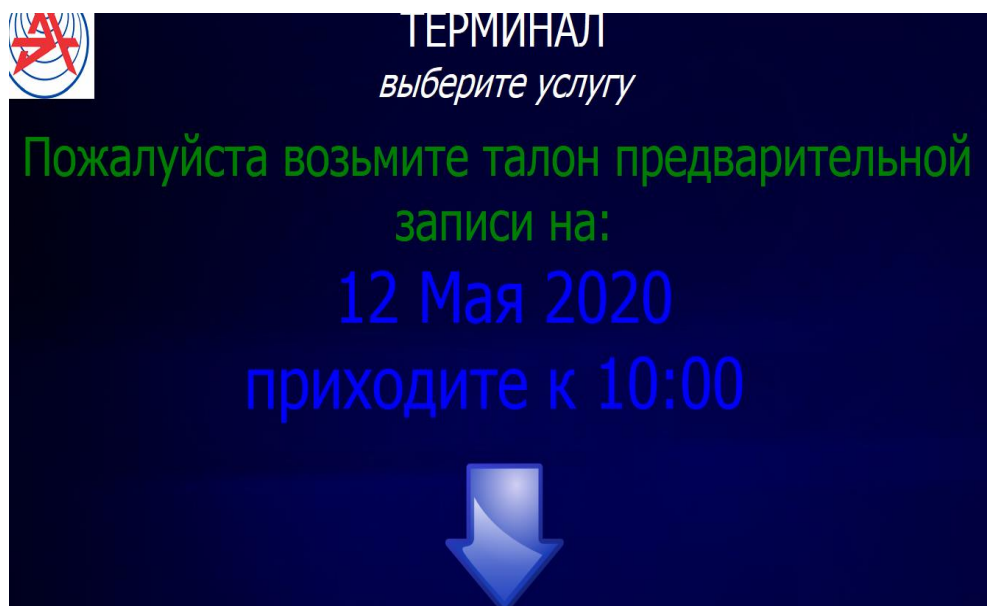 ТЕРМИНАЛ
выберите услугу
Пожалуйста возьмите талон предварительной
записи на:
12 Мая 2020
приходите к 10:00